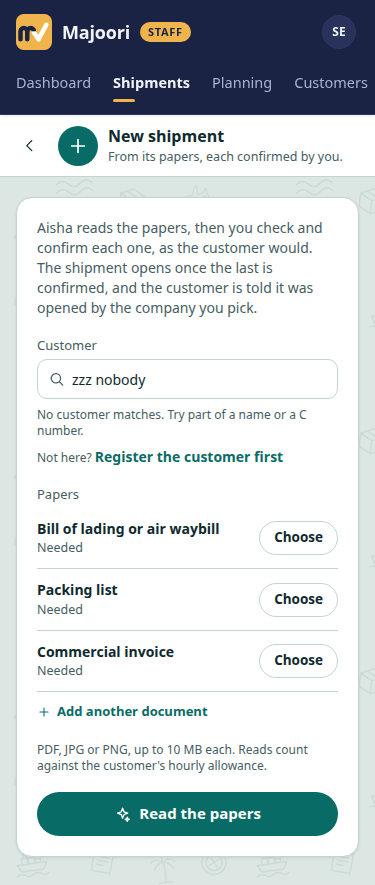 Majoori STAFF SE
Dashboard Shipments Planning Customers
New shipment
From its papers, each confirmed by you.
Aisha reads the papers, then you check and
confirm each one, as the customer would.
The shipment opens once the last is
confirmed, and the customer is told it was
opened by the company you pick.
Customer
zzz nobody
No customer matches. Try part of a name or a C
number.
Not here? Register the customer first
Papers
Bill of lading or air waybill
Needed
Choose
Packing list
Needed
Choose
Commercial invoice
Needed
Choose
Add another document
PDF, JPG or PNG, up to 10 MB each. Reads count
against the customer's hourly allowance.
Read the papers